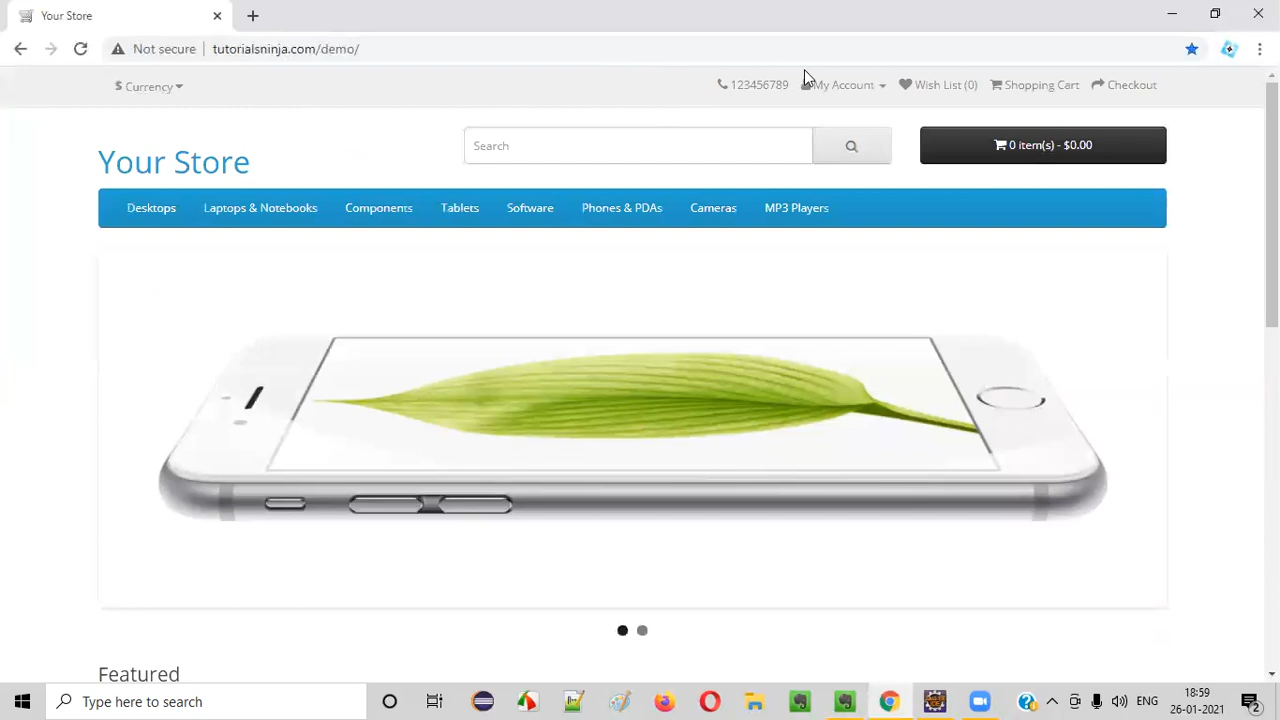 Your Store
Not secure
tutorialsninja.com/demo/
$ Currency
123456789
My Account
Wish List (0)
Shopping Cart
Checkout
Your Store
Search
0 item(s) - $0.00
Desktops
Laptops & Notebooks
Components
Tablets
Software
Phones & PDAs
Cameras
MP3 Players
Featured
Type here to search
ENG
18:59
26-01-2021
2